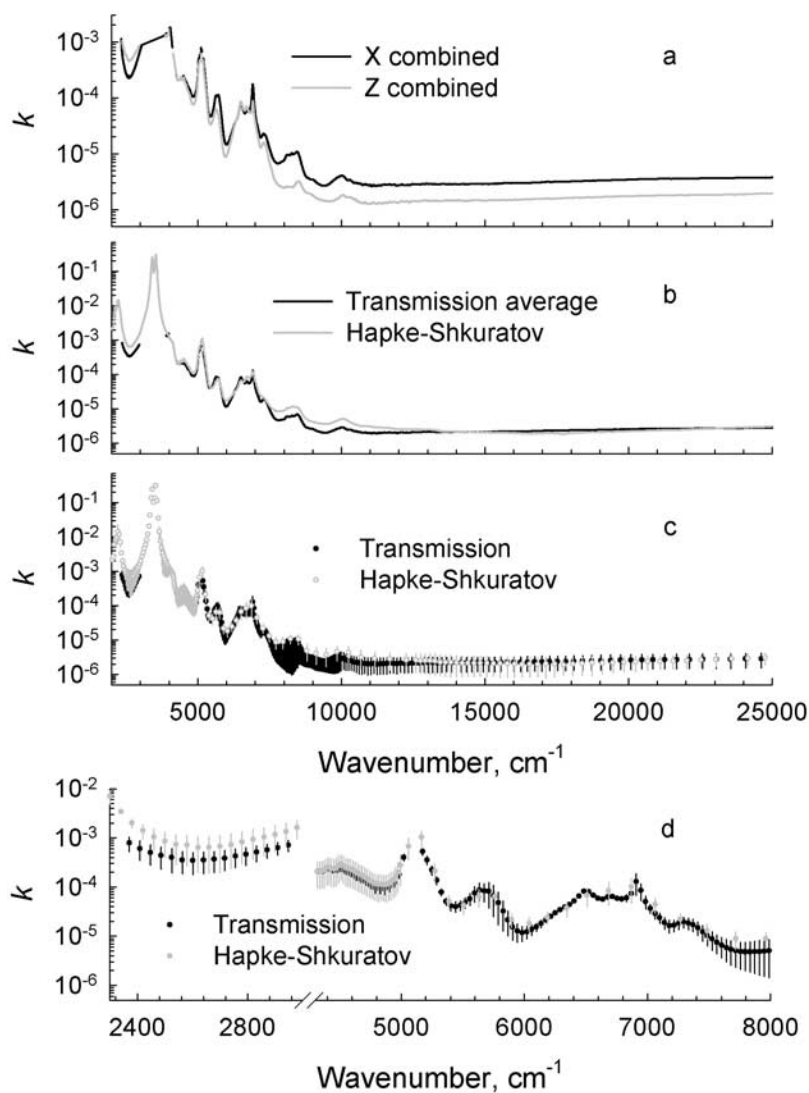 10⁻³
10⁻⁴
10⁻⁵
10⁻⁶
k
X combined
Z combined
a
10⁻¹
10⁻²
10⁻³
10⁻⁴
10⁻⁵
10⁻⁶
k
Transmission average
Hapke-Shkuratov
b
10⁻¹
10⁻²
10⁻³
10⁻⁴
10⁻⁵
10⁻⁶
k
Transmission
Hapke-Shkuratov
c
5000 10000 15000 20000 25000
Wavenumber, cm⁻¹
10⁻²
10⁻³
10⁻⁴
10⁻⁵
10⁻⁶
k
d
Transmission
Hapke-Shkuratov
2400 2800 5000 6000 7000 8000
Wavenumber, cm⁻¹